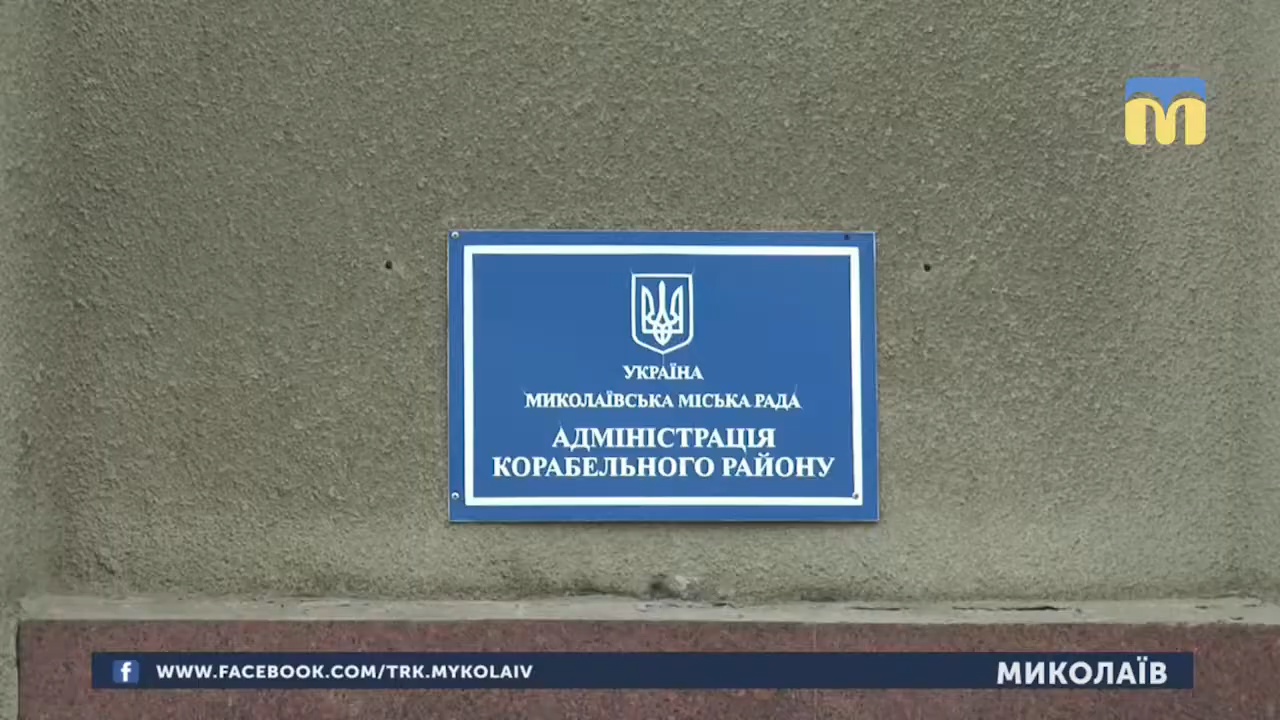 УКРАЇНА
МИКОЛАЇВСЬКА МІСЬКА РАДА
АДМІНІСТРАЦІЯ
КОРАБЕЛЬНОГО РАЙОНУ
WWW.FACEBOOK.COM/TRK.MYKOLAIV
МИКОЛАЇВ